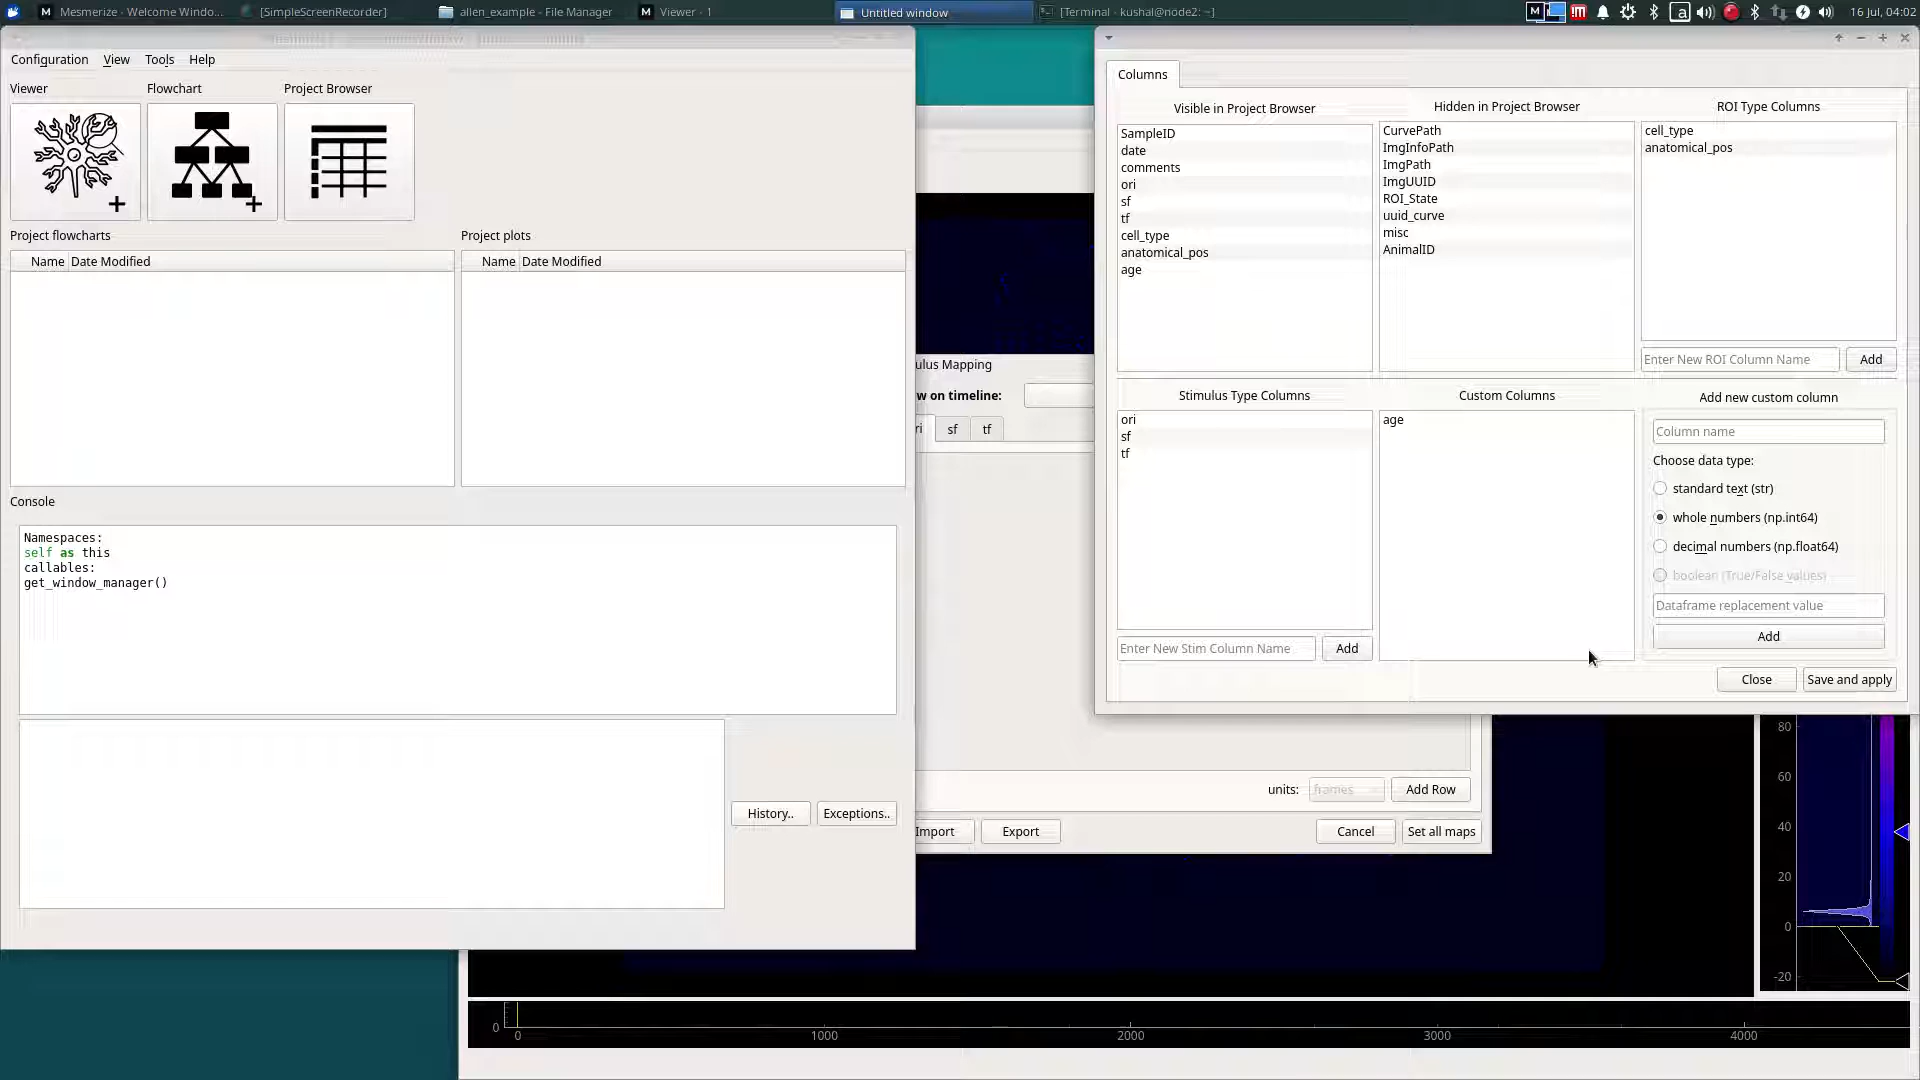 Mesmerize - Welcome Windo...
[SimpleScreenRecorder]
allen_example - File Manager
Viewer - 1
Untitled window
[Terminal - kushal@node2: ~]
16 Jul, 04:02
Configuration View Tools Help
Viewer
Flowchart
Project Browser
Project flowcharts
Name Date Modified
Project plots
Name Date Modified
Console
Namespaces:
self as this
callables:
get_window_manager()
History..
Exceptions..
ulus Mapping
w on timeline:
ri sf tf
units: frames
Add Row
Import
Export
Cancel
Set all maps
Columns
Visible in Project Browser
SampleID
date
comments
ori
sf
tf
cell_type
anatomical_pos
age
Hidden in Project Browser
CurvePath
ImgInfoPath
ImgPath
ImgUUID
ROI_State
uuid_curve
misc
AnimalID
ROI Type Columns
cell_type
anatomical_pos
Enter New ROI Column Name
Add
Stimulus Type Columns
ori
sf
tf
Enter New Stim Column Name
Add
Custom Columns
age
Add new custom column
Column name
Choose data type:
standard text (str)
whole numbers (np.int64)
decimal numbers (np.float64)
boolean (True/False values)
Dataframe replacement value
Add
Close
Save and apply
80
60
40
20
0
-20
0
0 1000 2000 3000 4000